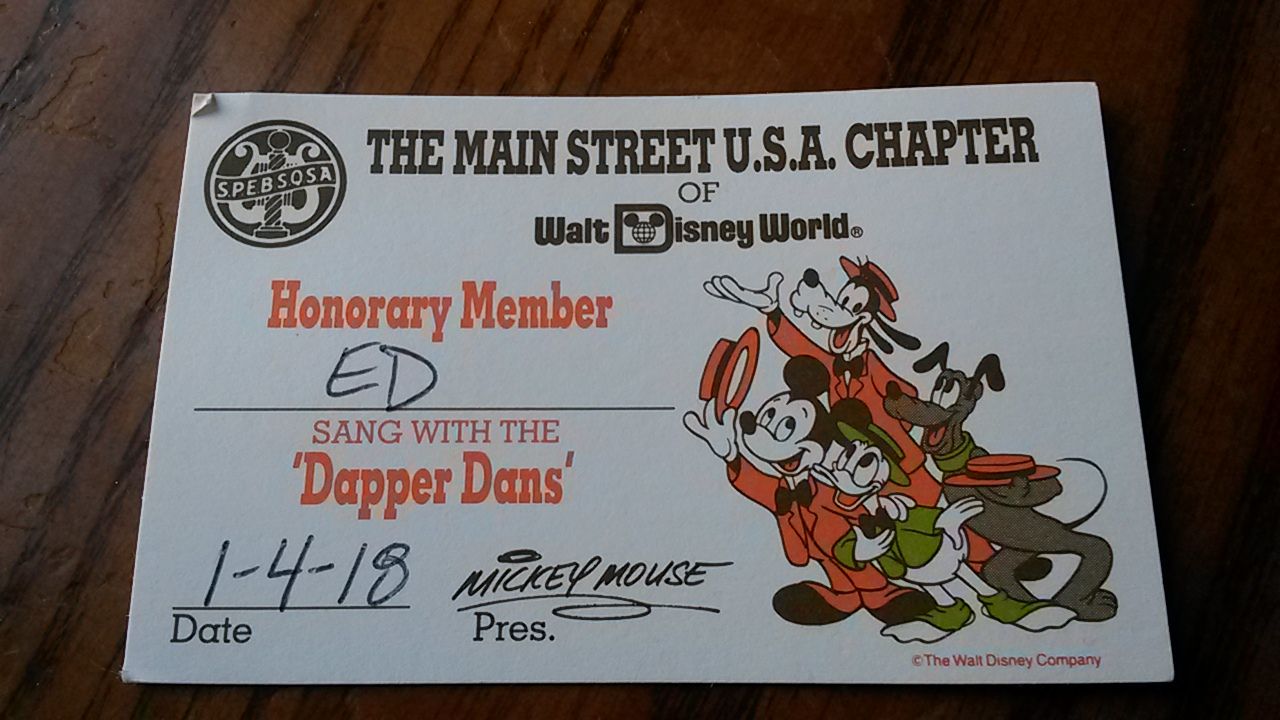 S.P.E.B.S.Q.S.A
THE MAIN STREET U.S.A. CHAPTER
OF
Walt Disney World®
Honorary Member
ED
SANG WITH THE
'Dapper Dans'
1-4-18
Date
MICKEY MOUSE
Pres.
©The Walt Disney Company